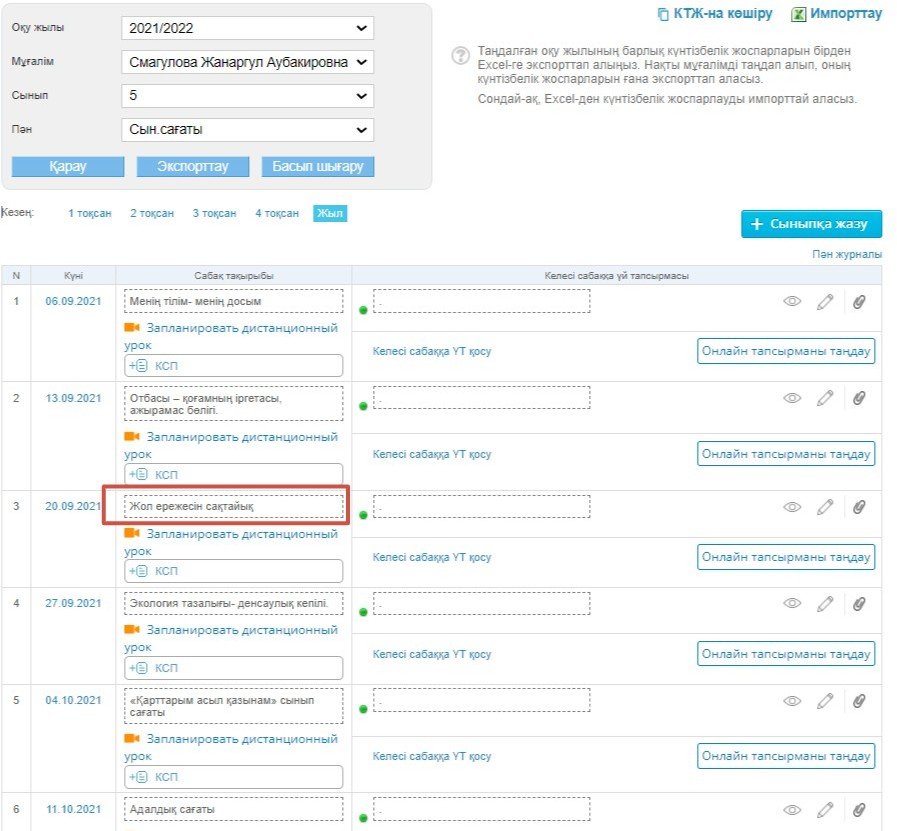 Оқу жылы 2021/2022
Мұғалім Смагулова Жанаргул Аубакировна
Сынып 5
Пән Сын.сағаты
Қарау Экспорттау Басып шығару
КТЖ-на көшіру Импорттау
? Таңдалған оқу жылының барлық күнтізбелік жоспарларын бірден
Excel-ге экспорттап алыңыз. Нақты мұғалімді таңдап алып, оның
күнтізбелік жоспарларын ғана экспорттап аласыз.
Сондай-ақ, Excel-ден күнтізбелік жоспарлауды импорттай аласыз.
Кезең: 1 тоқсан 2 тоқсан 3 тоқсан 4 тоқсан Жыл
+ Сыныпқа жазу
Пән журналы
N Күні Сабақ тақырыбы Келесі сабаққа үй тапсырмасы
1 06.09.2021 Менің тілім- менің досым .
Запланировать дистанционный
урок
Келесі сабаққа ҮТ қосу Онлайн тапсырманы таңдау
+ КСП
2 13.09.2021 Отбасы – қоғамның іргетасы, .
ажырамас бөлігі.
Запланировать дистанционный
урок
Келесі сабаққа ҮТ қосу Онлайн тапсырманы таңдау
+ КСП
3 20.09.2021 Жол ережесін сақтайық .
Запланировать дистанционный
урок
Келесі сабаққа ҮТ қосу Онлайн тапсырманы таңдау
+ КСП
4 27.09.2021 Экология тазалығы- денсаулық кепілі. .
Запланировать дистанционный
урок
Келесі сабаққа ҮТ қосу Онлайн тапсырманы таңдау
+ КСП
5 04.10.2021 «Қарттарым асыл қазынам» сынып .
сағаты
Запланировать дистанционный
урок
Келесі сабаққа ҮТ қосу Онлайн тапсырманы таңдау
+ КСП
6 11.10.2021 Адалдық сағаты .